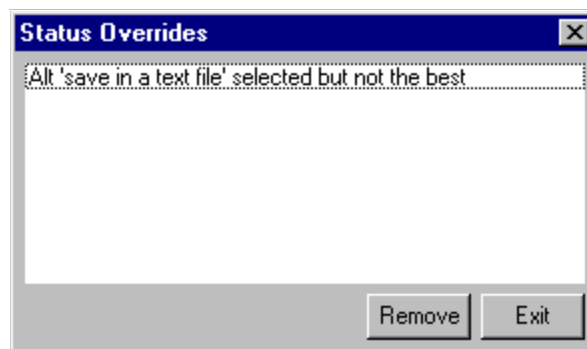 Status Overrides
Alt 'save in a text file' selected but not the best
Remove
Exit